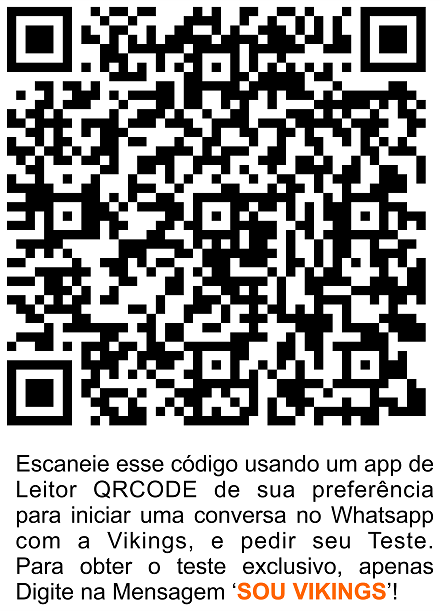 Escaneie esse código usando um app de
Leitor QRCODE de sua preferência
para iniciar uma conversa no Whatsapp
com a Vikings, e pedir seu Teste.
Para obter o teste exclusivo, apenas
Digite na Mensagem ‘SOU VIKINGS’!